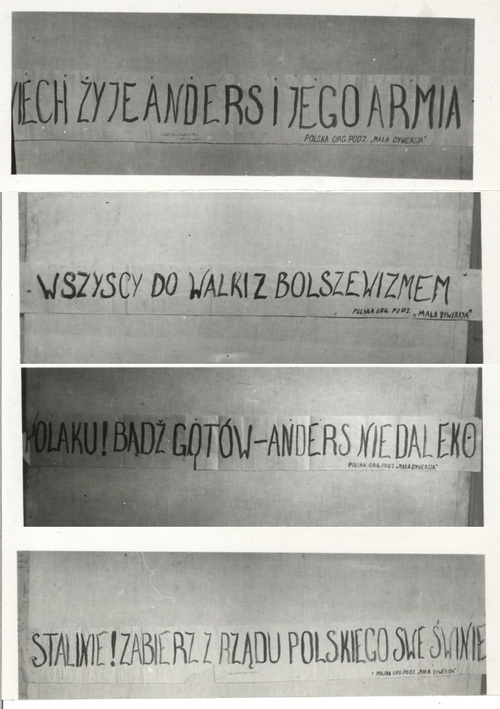 NIECH ŻYJE ANDERS I JEGO ARMIA
POLSKA ORG. PODZ. „MAŁA DYWERSJA”
WSZYSCY DO WALKI Z BOLSZEWIZMEM
POLSKA ORG. PODZ. „MAŁA DYWERSJA”
POLAKU! BĄDŹ GOTÓW-ANDERS NIEDALEKO
POLSKA ORG. PODZ. „MAŁA DYWERSJA”
STALINIE! ZABIERZ Z RZĄDU POLSKIEGO SWE ŚWINIE
POLSKA ORG. PODZ. „MAŁA DYWERSJA”